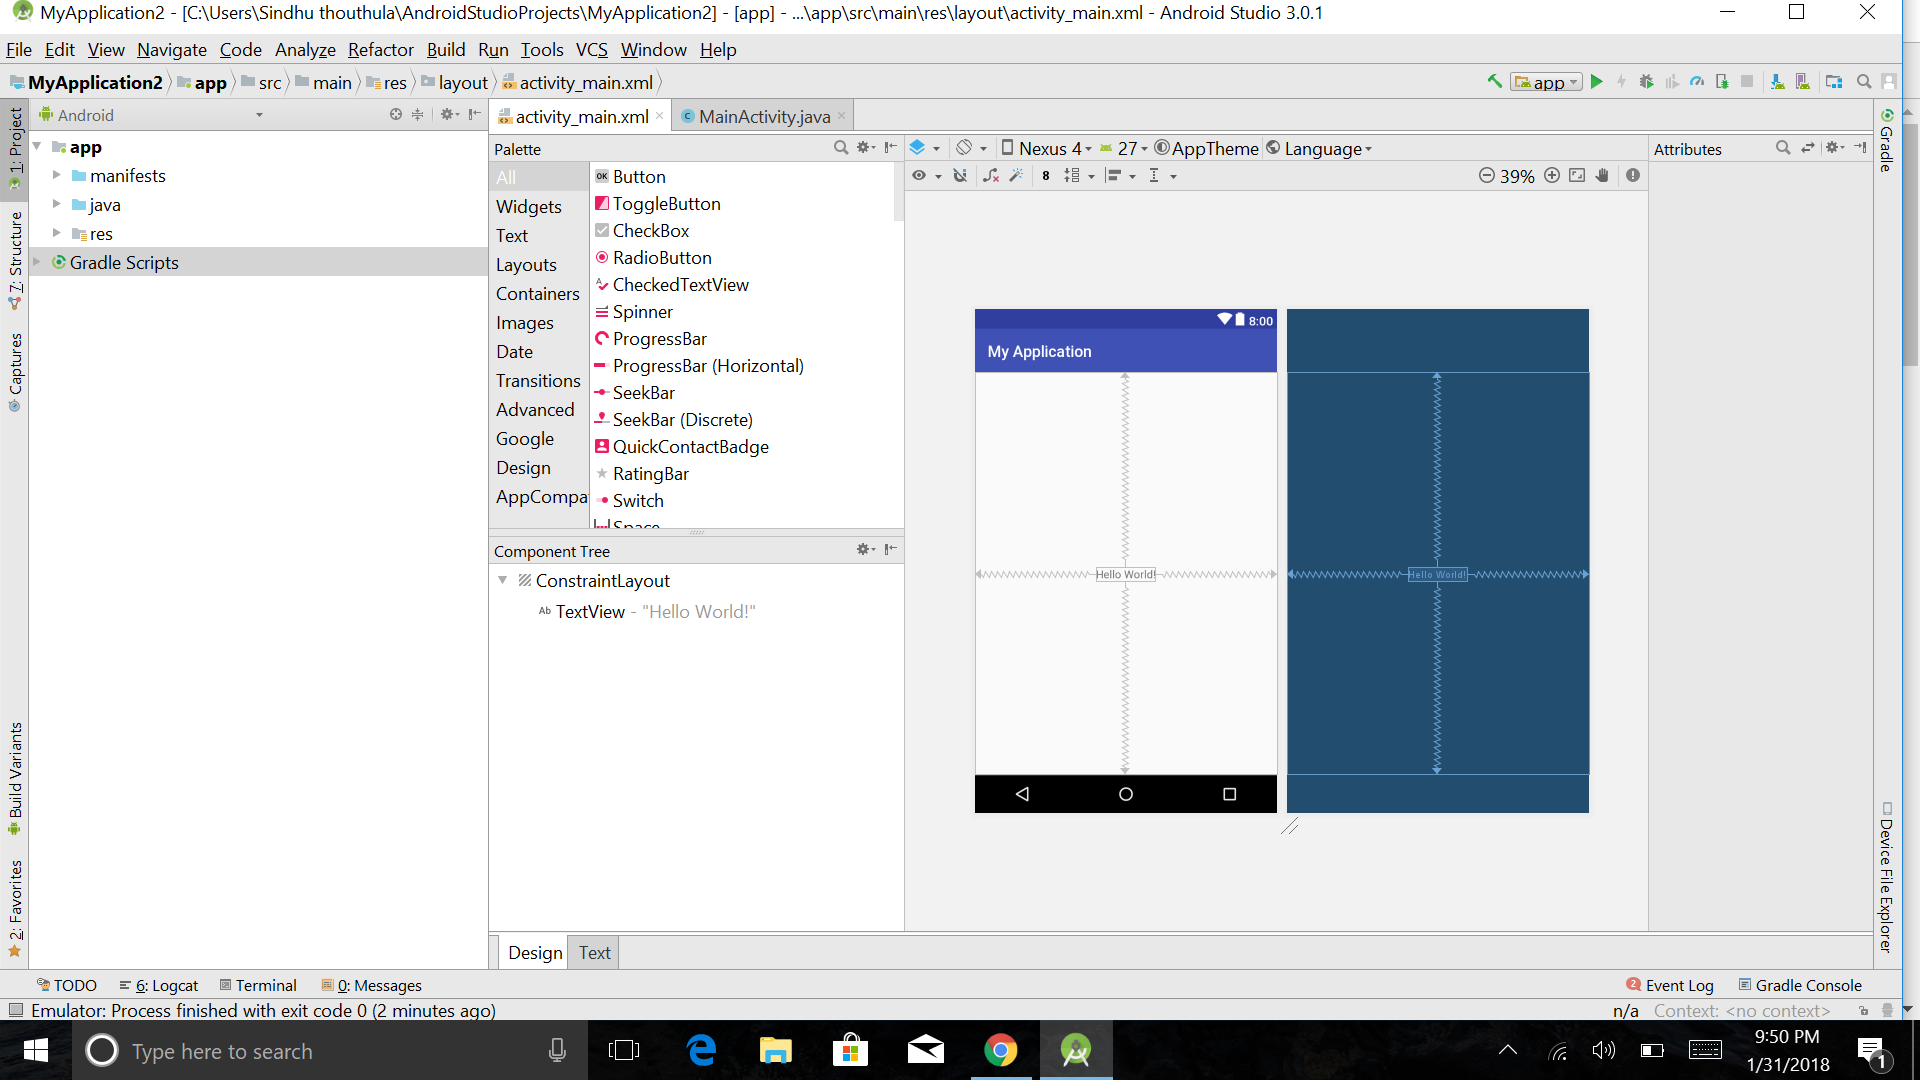 MyApplication2 - [C:\Users\Sindhu thouthula\AndroidStudioProjects\MyApplication2] - [app] - ...\app\src\main\res\layout\activity_main.xml - Android Studio 3.0.1
File Edit View Navigate Code Analyze Refactor Build Run Tools VCS Window Help
MyApplication2 app src main res layout activity_main.xml
app
1: Project
7: Structure
Captures
Build Variants
2: Favorites
Android
app
manifests
java
res
Gradle Scripts
activity_main.xml
MainActivity.java
Palette
All
Widgets
Text
Layouts
Containers
Images
Date
Transitions
Advanced
Google
Design
AppCompa
Button
ToggleButton
CheckBox
RadioButton
CheckedTextView
Spinner
ProgressBar
ProgressBar (Horizontal)
SeekBar
SeekBar (Discrete)
QuickContactBadge
RatingBar
Switch
Space
Component Tree
ConstraintLayout
Ab TextView - "Hello World!"
Nexus 4 27 AppTheme Language
8
39%
8:00
My Application
Hello World!
Hello World!
Attributes
Gradle
Device File Explorer
Design Text
TODO 6: Logcat Terminal 0: Messages
2 Event Log Gradle Console
Emulator: Process finished with exit code 0 (2 minutes ago)
n/a Context: <no context>
Type here to search
9:50 PM
1/31/2018
1